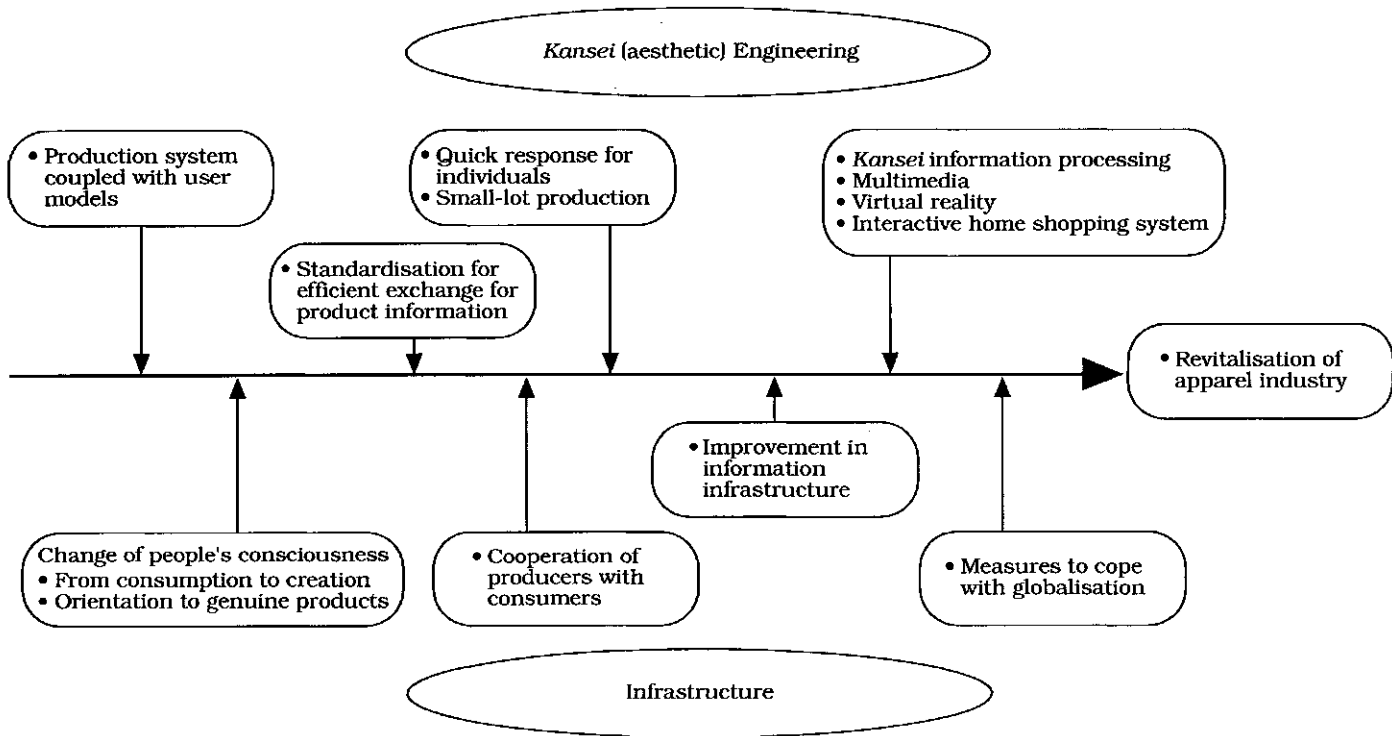 Kansei (aesthetic) Engineering
• Production system
coupled with user
models
• Quick response for
individuals
• Small-lot production
• Kansei information processing
• Multimedia
• Virtual reality
• Interactive home shopping system
• Standardisation for
efficient exchange for
product information
• Revitalisation of
apparel industry
• Improvement in
information
infrastructure
Change of people's consciousness
• From consumption to creation
• Orientation to genuine products
• Cooperation of
producers with
consumers
• Measures to cope
with globalisation
Infrastructure